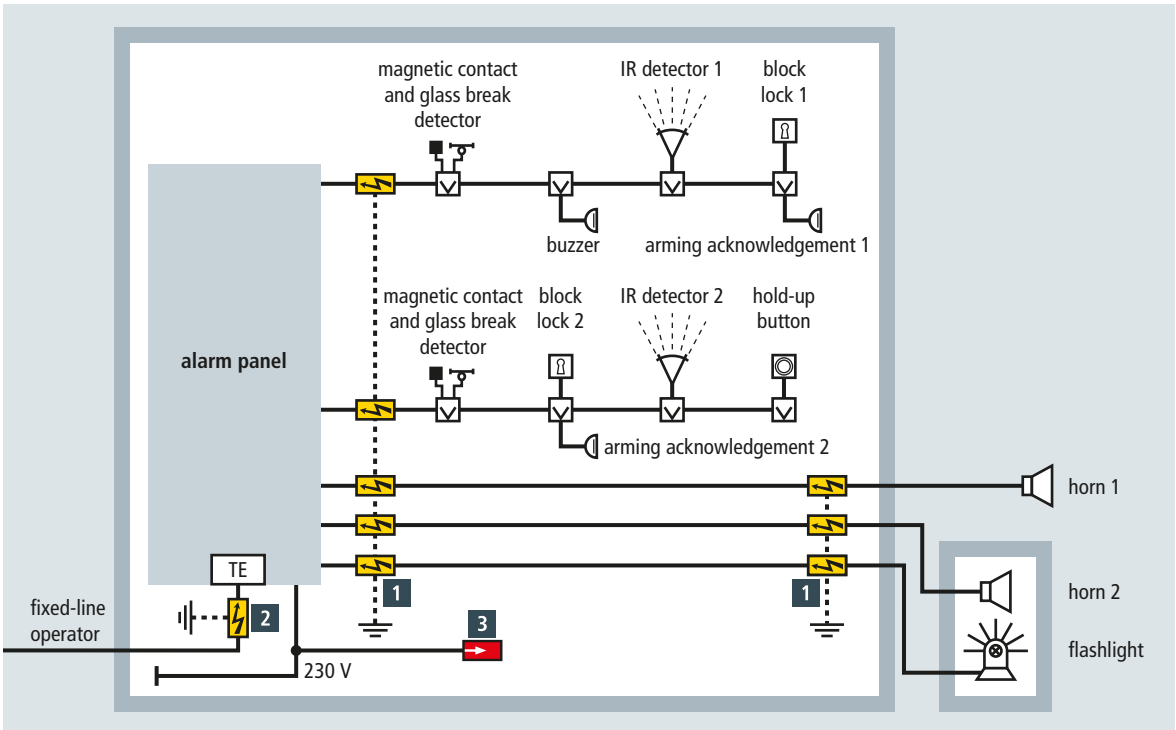 magnetic contact
and glass break
detector
IR detector 1
block
lock 1
buzzer
arming acknowledgement 1
magnetic contact
and glass break
detector
block
lock 2
IR detector 2
hold-up
button
alarm panel
arming acknowledgement 2
horn 1
TE
1
1
fixed-line
operator
2
3
horn 2
230 V
flashlight